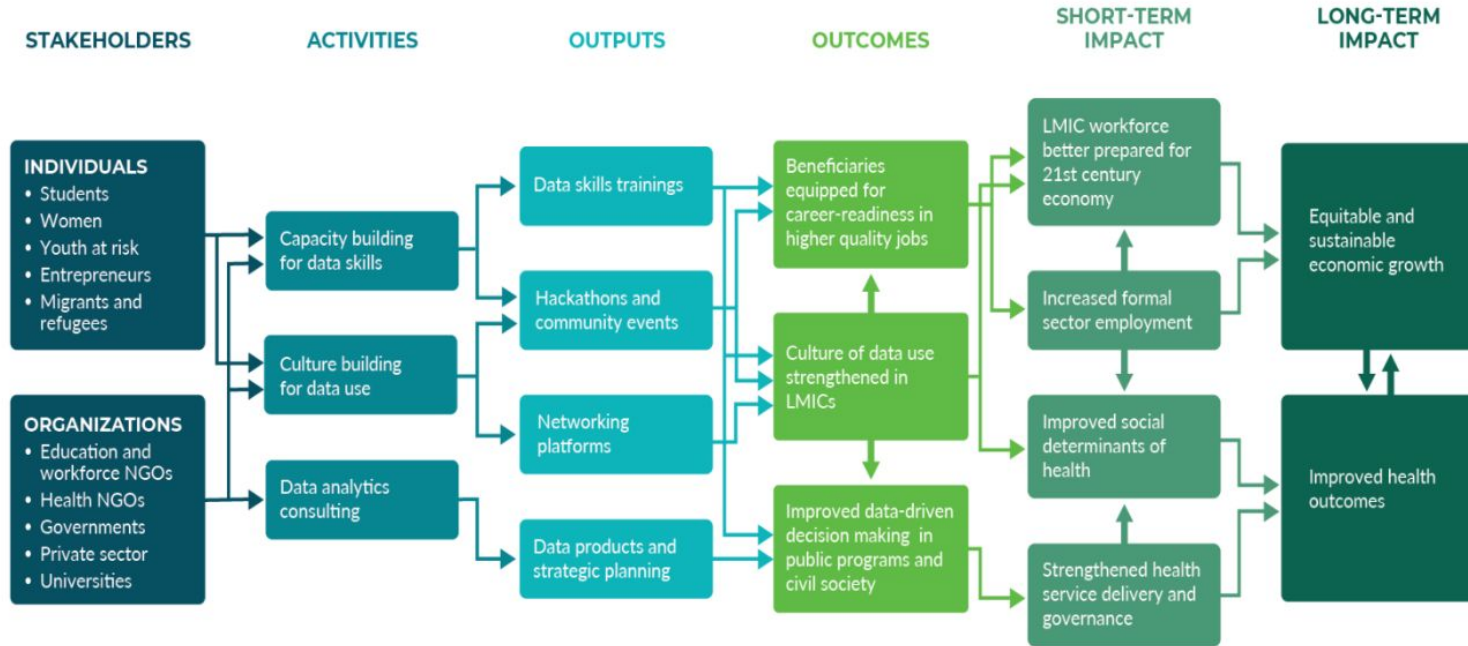 STAKEHOLDERS
ACTIVITIES
OUTPUTS
OUTCOMES
SHORT-TERM
IMPACT
LONG-TERM
IMPACT
INDIVIDUALS
• Students
• Women
• Youth at risk
• Entrepreneurs
• Migrants and
refugees
ORGANIZATIONS
• Education and
workforce NGOs
• Health NGOs
• Governments
• Private sector
• Universities
Capacity building
for data skills
Culture building
for data use
Data analytics
consulting
Data skills trainings
Hackathons and
community events
Networking
platforms
Data products and
strategic planning
Beneficiaries
equipped for
career-readiness in
higher quality jobs
Culture of data use
strengthened in
LMICs
Improved data-driven
decision making in
public programs and
civil society
LMIC workforce
better prepared for
21st century
economy
Increased formal
sector employment
Improved social
determinants of
health
Strengthened health
service delivery and
governance
Equitable and
sustainable
economic growth
Improved health
outcomes